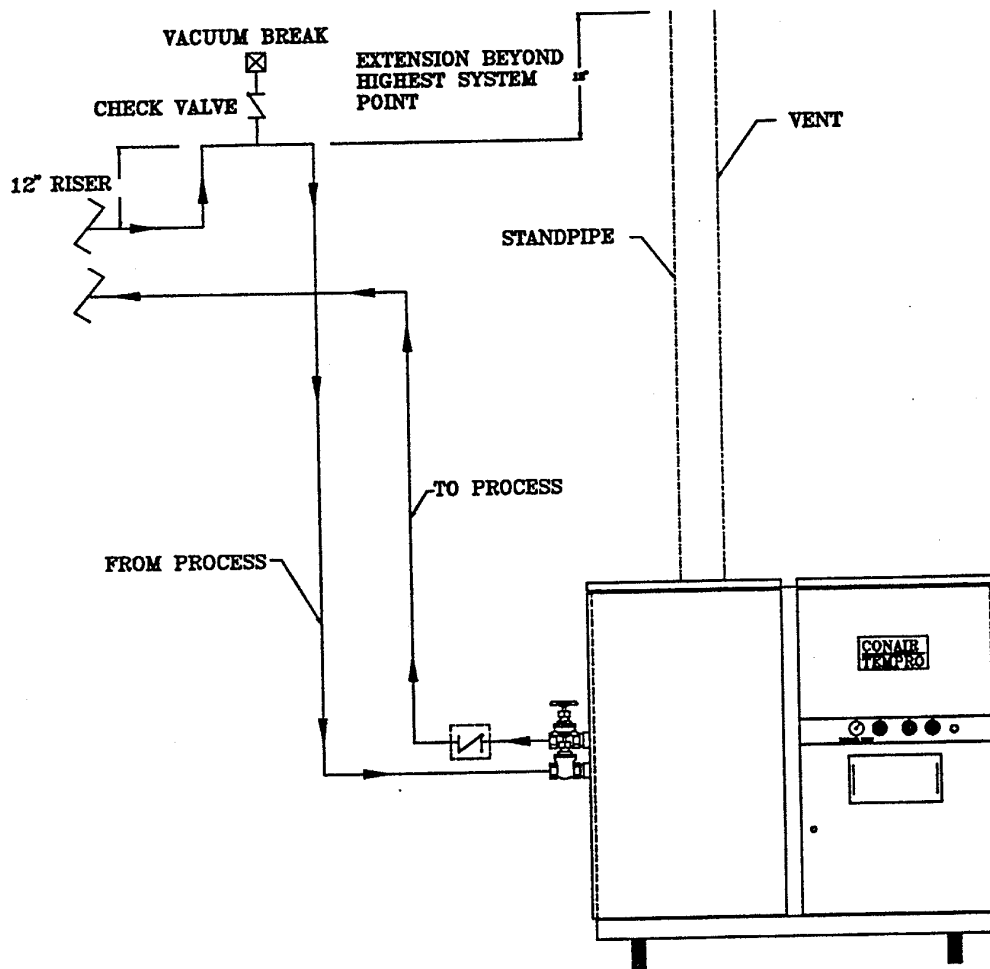 VACUUM BREAK
EXTENSION BEYOND
HIGHEST SYSTEM
POINT
CHECK VALVE
VENT
12" RISER
STANDPIPE
TO PROCESS
FROM PROCESS
CONAIR
TEMPRO